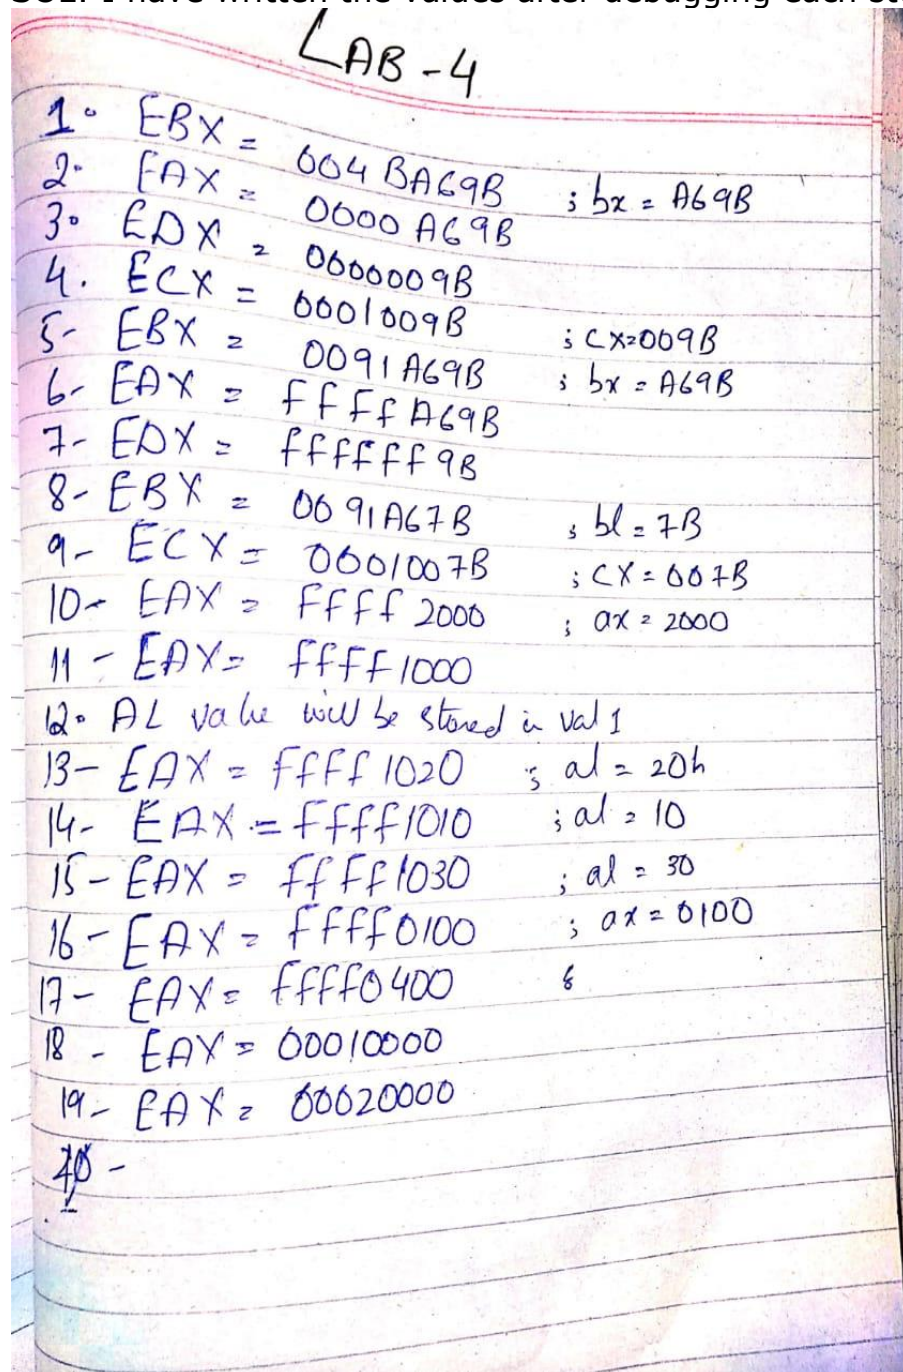 LAB-4
1. EBX = 004BA69B ; bx = A69B
2. EAX = 0000A69B
3. EDX = 0000009B
4. ECX = 0001009B ; CX=009B
5- EBX = 0091A69B ; bx = A69B
6- EAX = ffffA69B
7- EDX = ffffff9B
8- EBX = 0091A67B ; bl = 7B
9- ECX = 0001007B ; CX = 007B
10- EAX = ffff2000 ; ax = 2000
11- EAX= ffff1000
12. AL value will be stored in val1
13- EAX = ffff1020 ; al = 20h
14- EAX = ffff1010 ; al = 10
15- EAX = ffff1030 ; al = 30
16- EAX = ffff0100 ; ax = 0100
17- EAX= ffff0400 ;
18- EAX = 00010000
19- EAX = 00020000